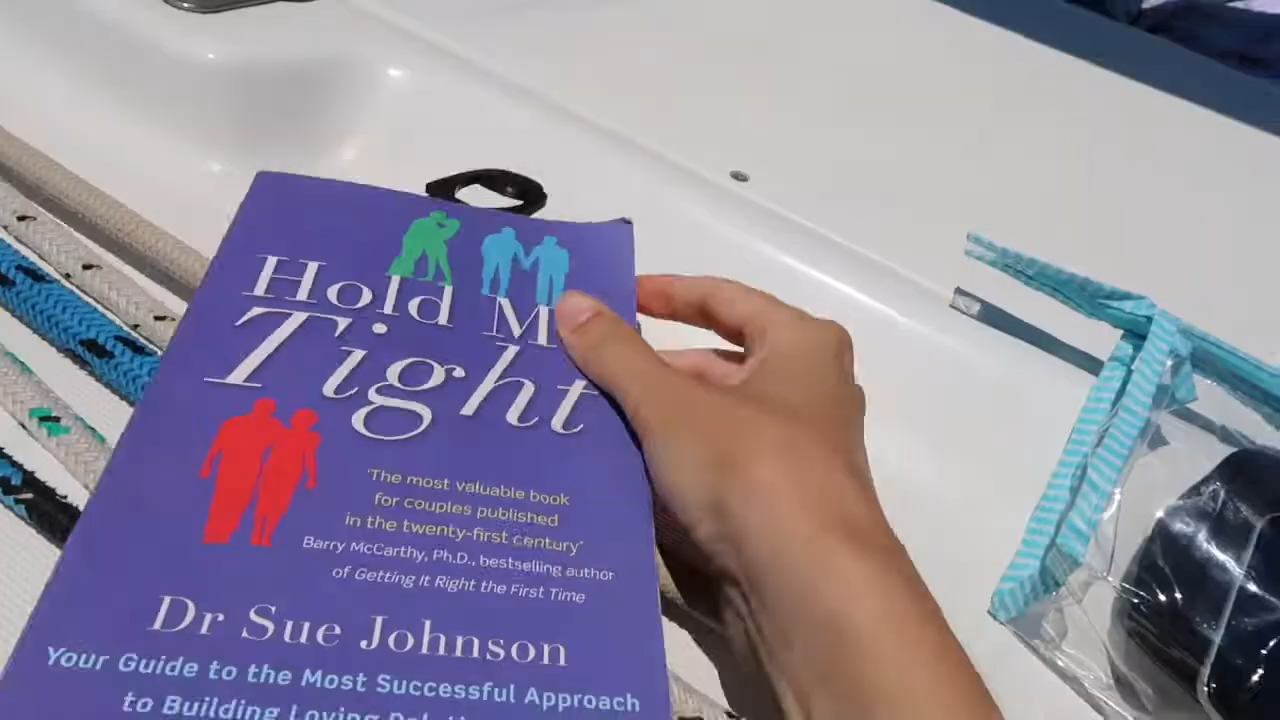 Hold M
Tight
'The most valuable book
for couples published
in the twenty-first century'
Barry McCarthy, Ph.D., bestselling author
of Getting It Right the First Time
Dr Sue Johnson
Your Guide to the Most Successful Approach
to Building Loving